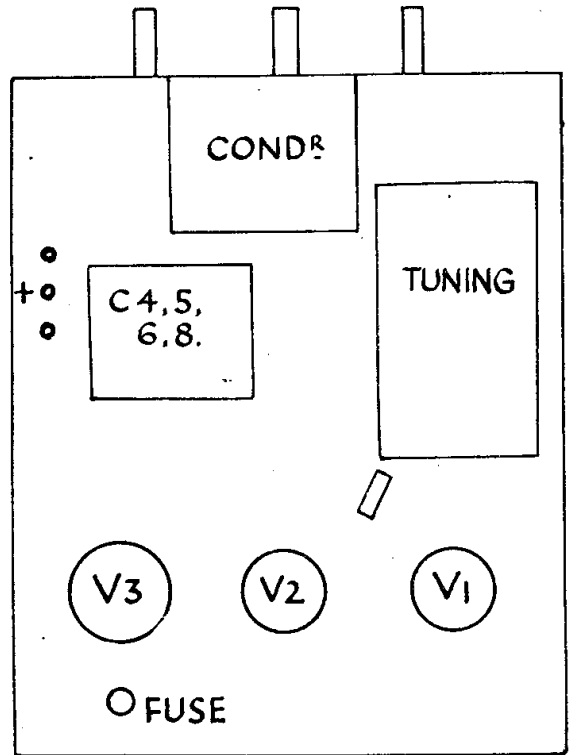 CONDR
TUNING
+
C4,5,
6,8.
V3
V2
V1
FUSE